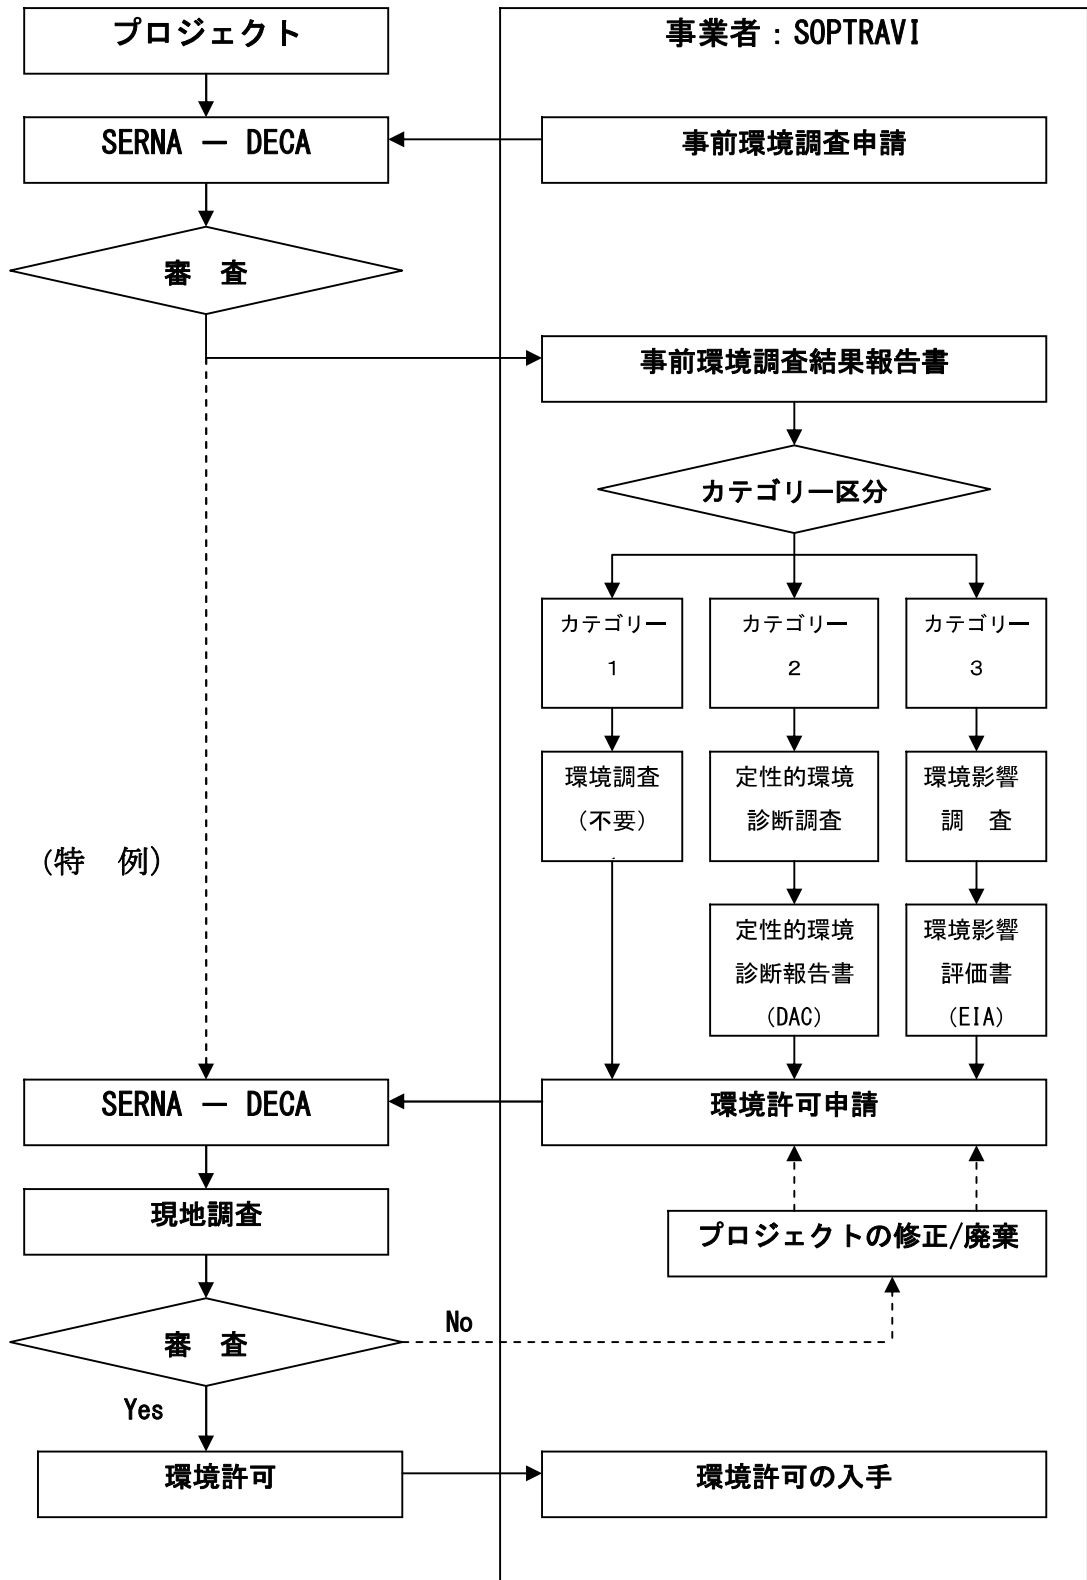 プロジェクト
事業者：SOPTRAVI
SERNA － DECA
事前環境調査申請
審　査
事前環境調査結果報告書
カテゴリー区分
カテゴリー
1
カテゴリー
2
カテゴリー
3
環境調査
（不要）
定性的環境
診断調査
環境影響
調　査
(特　例)
定性的環境
診断報告書
（DAC）
環境影響
評価書
（EIA）
SERNA － DECA
環境許可申請
現地調査
プロジェクトの修正/廃棄
審　査
No
Yes
環境許可
環境許可の入手